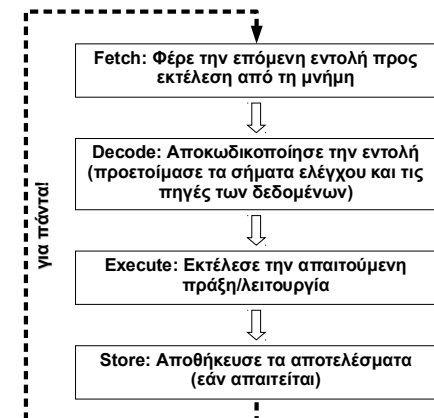 Fetch: Φέρε την επόμενη εντολή προς
εκτέλεση από τη μνήμη
Decode: Αποκωδικοποίησε την εντολή
(προετοίμασε τα σήματα ελέγχου και τις
πηγές των δεδομένων)
για πάντα!
Execute: Εκτέλεσε την απαιτούμενη
πράξη/λειτουργία
Store: Αποθήκευσε τα αποτελέσματα
(εάν απαιτείται)